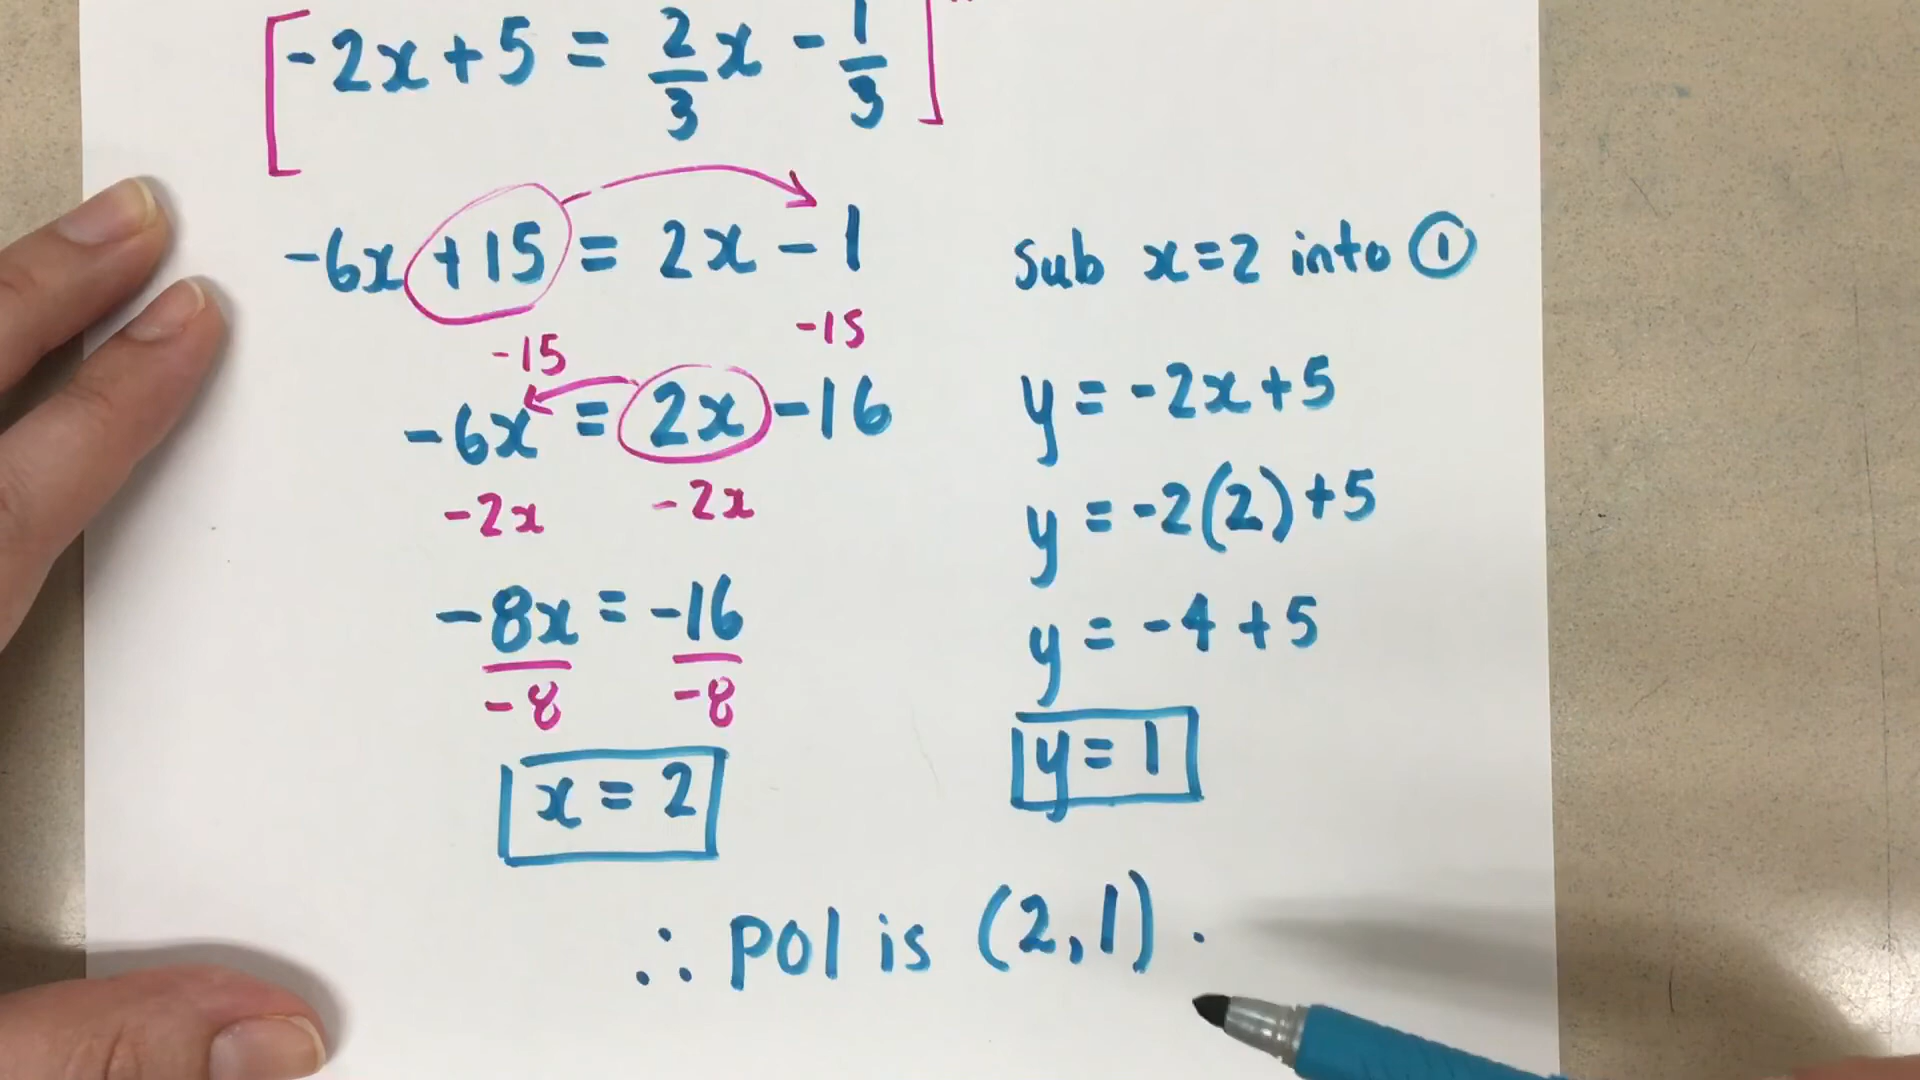 -2x+5 = 2/3 x - 1/3
-6x +15 = 2x - 1
-15 -15
-6x = 2x -16
-2x -2x
-8x = -16
-8 -8
x = 2
sub x=2 into ①
y = -2x+5
y = -2(2)+5
y = -4+5
y = 1
∴ POI is (2,1).